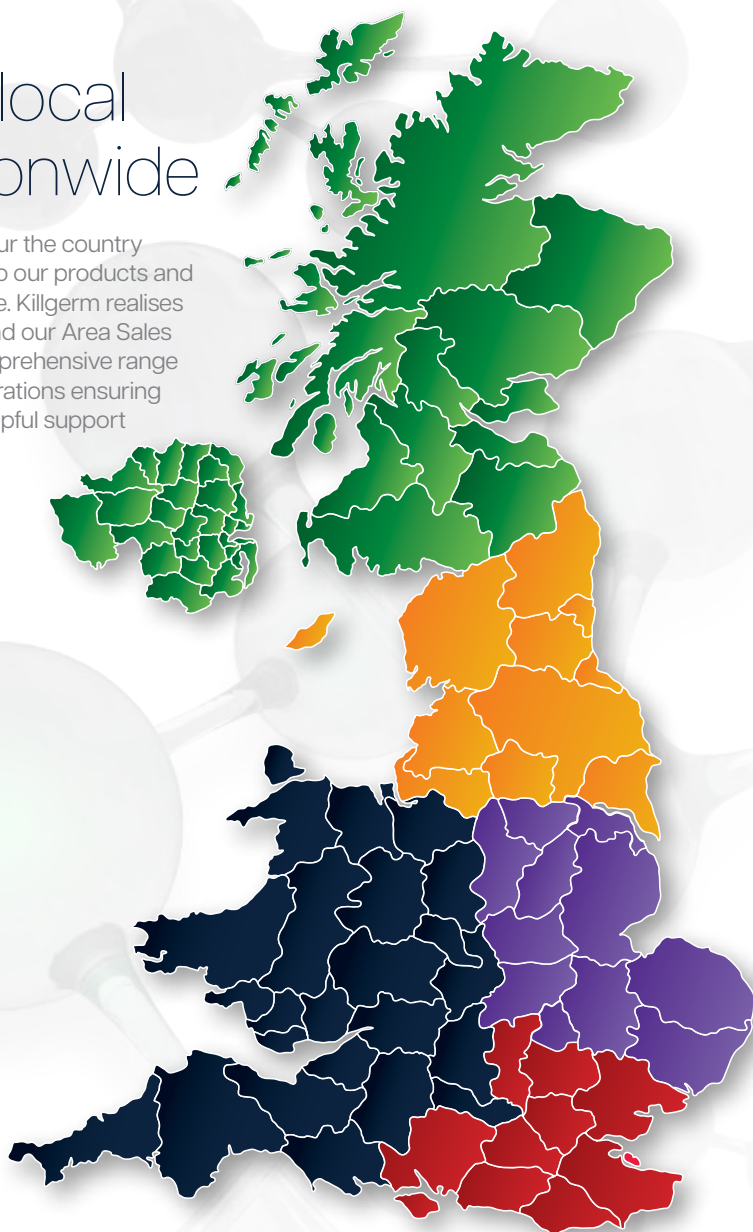 local
onwide
ur the country
o our products and
e. Killgerm realises
nd our Area Sales
prehensive range
rations ensuring
pful support